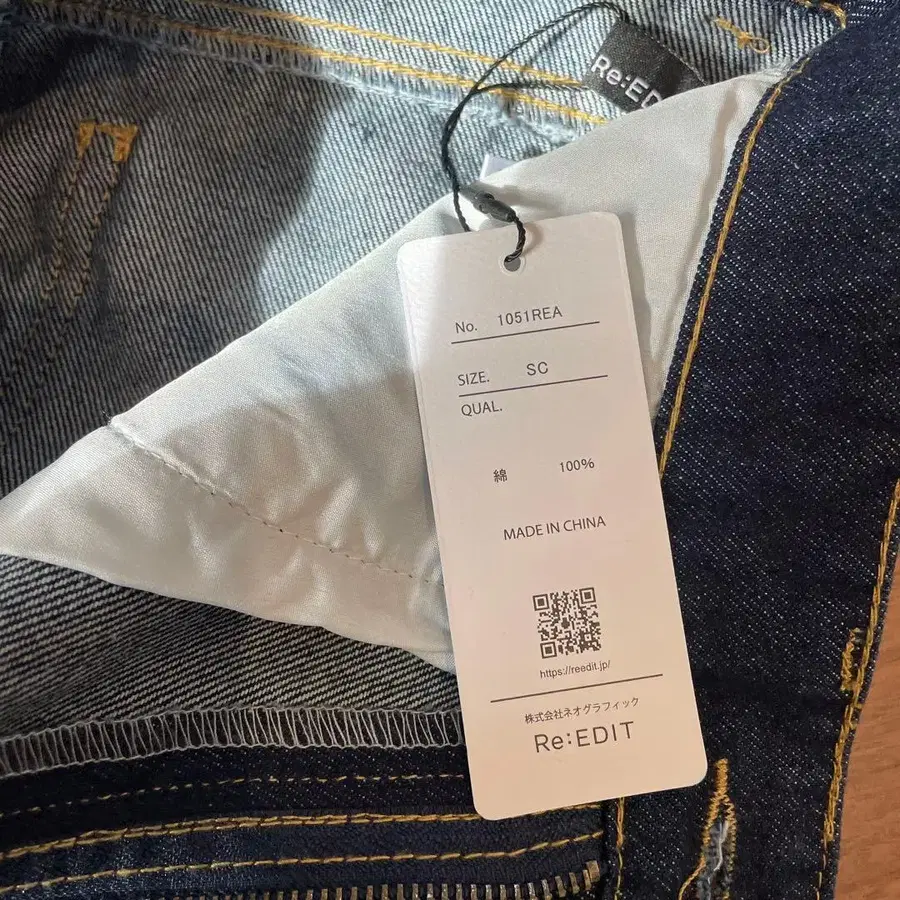 Re:ED
No. 1051REA
SIZE. SC
QUAL.
綿 100%
MADE IN CHINA
https://reedit.jp/
株式会社ネオグラフィック
Re:EDIT